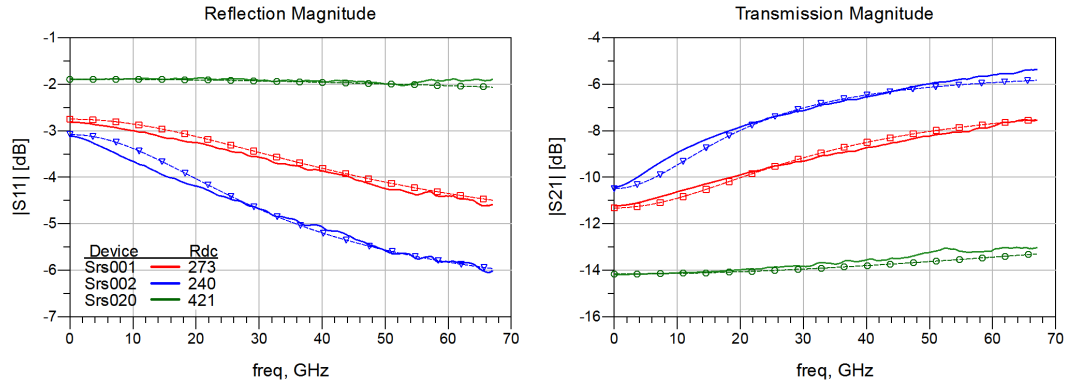 Reflection Magnitude
-1
-2
-3
-4
-5
-6
-7
|S11| [dB]
Device Rdc
Srs001 273
Srs002 240
Srs020 421
0 10 20 30 40 50 60 70
freq, GHz
Transmission Magnitude
-4
-6
-8
-10
-12
-14
-16
|S21| [dB]
0 10 20 30 40 50 60 70
freq, GHz